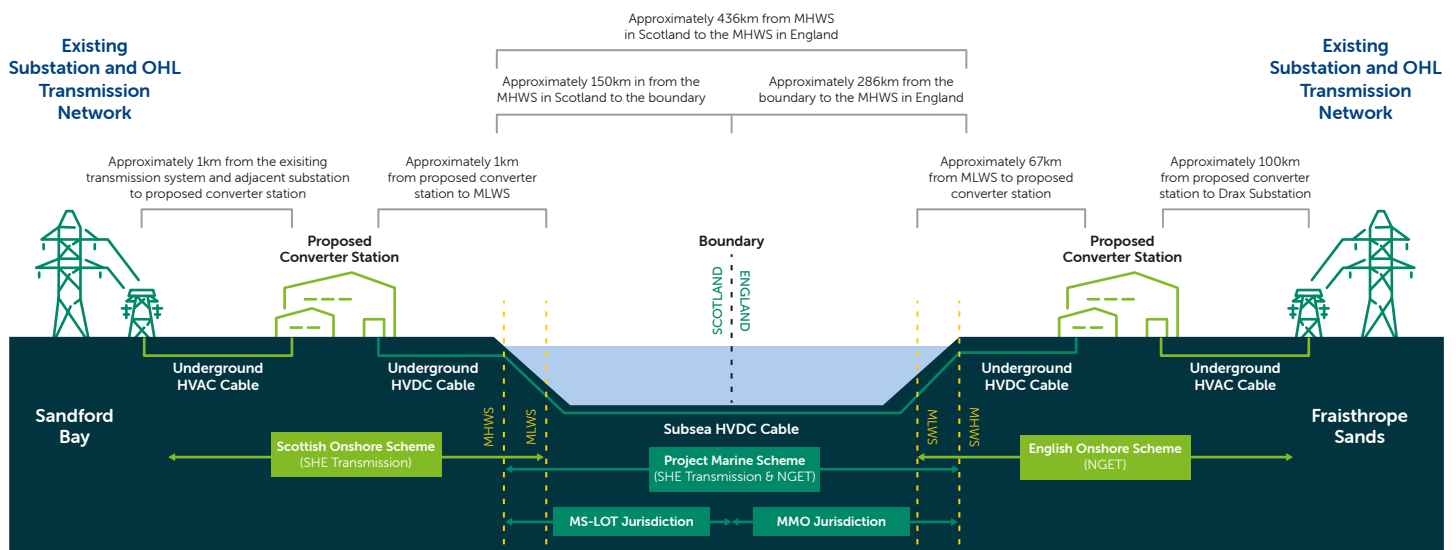 Approximately 436km from MHWS
in Scotland to the MHWS in England
Existing
Substation and OHL
Transmission
Network
Approximately 150km in from the
MHWS in Scotland to the boundary
Approximately 286km from the
boundary to the MHWS in England
Existing
Substation and OHL
Transmission
Network
Approximately 1km from the exisiting
transmission system and adjacent substation
to proposed converter station
Approximately 1km
from proposed converter
station to MLWS
Approximately 67km
from MLWS to proposed
converter station
Approximately 100km
from proposed converter
station to Drax Substation
Proposed
Converter Station
Boundary
Proposed
Converter Station
SCOTLAND
ENGLAND
Underground
HVAC Cable
Underground
HVDC Cable
Underground
HVDC Cable
Underground
HVAC Cable
Sandford
Bay
MHWS
MLWS
Subsea HVDC Cable
MLWS
MHWS
Fraisthrope
Sands
Scottish Onshore Scheme
(SHE Transmission)
Project Marine Scheme
(SHE Transmission & NGET)
English Onshore Scheme
(NGET)
MS-LOT Jurisdiction
MMO Jurisdiction